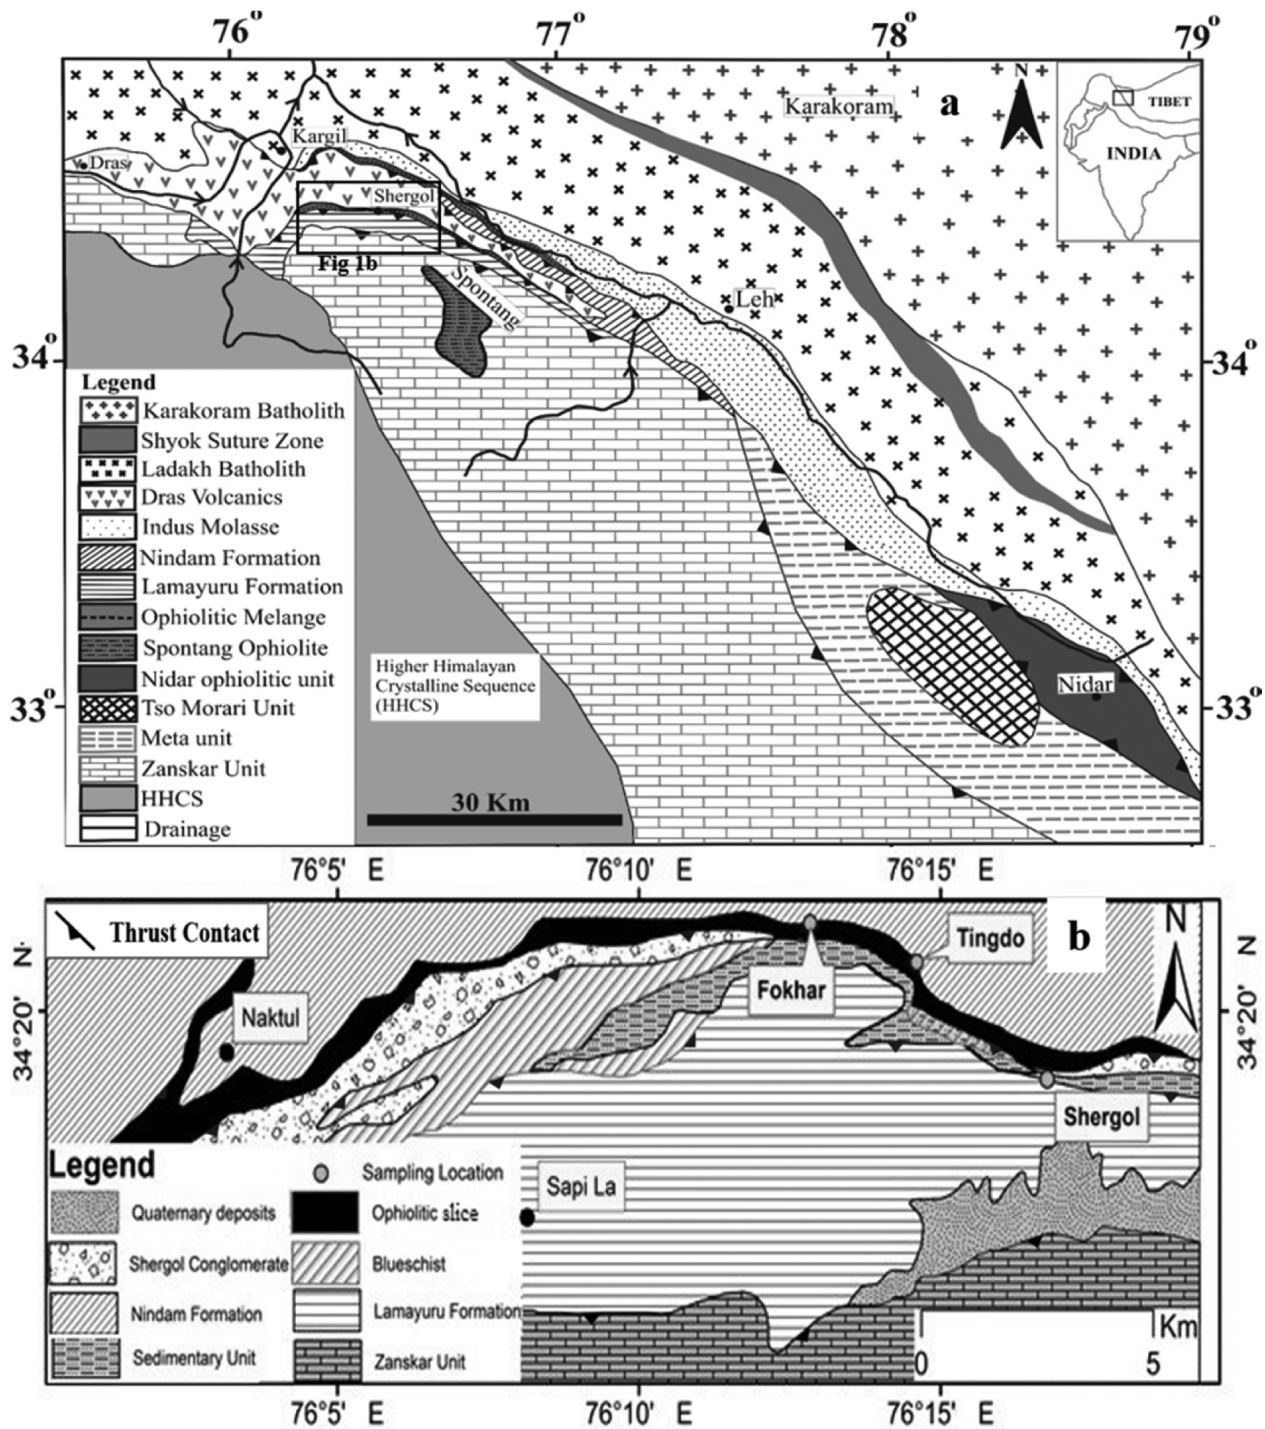 76° 77° 78° 79°
a
N
Karakoram
TIBET
INDIA
Kargil
Dras
Shergol
Fig 1b
Spontang
Leh
34° 34°
Legend
Karakoram Batholith
Shyok Suture Zone
Ladakh Batholith
Dras Volcanics
Indus Molasse
Nindam Formation
Lamayuru Formation
Ophiolitic Melange
Spontang Ophiolite
Nidar ophiolitic unit
Tso Morari Unit
Meta unit
Zanskar Unit
HHCS
Drainage
Higher Himalayan
Crystalline Sequence
(HHCS)
Nidar
33° 33°
30 Km
76°5' E 76°10' E 76°15' E
Thrust Contact
b
N
Tingdo
Fokhar
Naktul
34°20' N
34°20' N
Shergol
Sapi La
Legend
Sampling Location
Quaternary deposits
Ophiolitic slice
Shergol Conglomerate
Blueschist
Nindam Formation
Lamayuru Formation
Sedimentary Unit
Zanskar Unit
Km
0 5
76°5' E 76°10' E 76°15' E